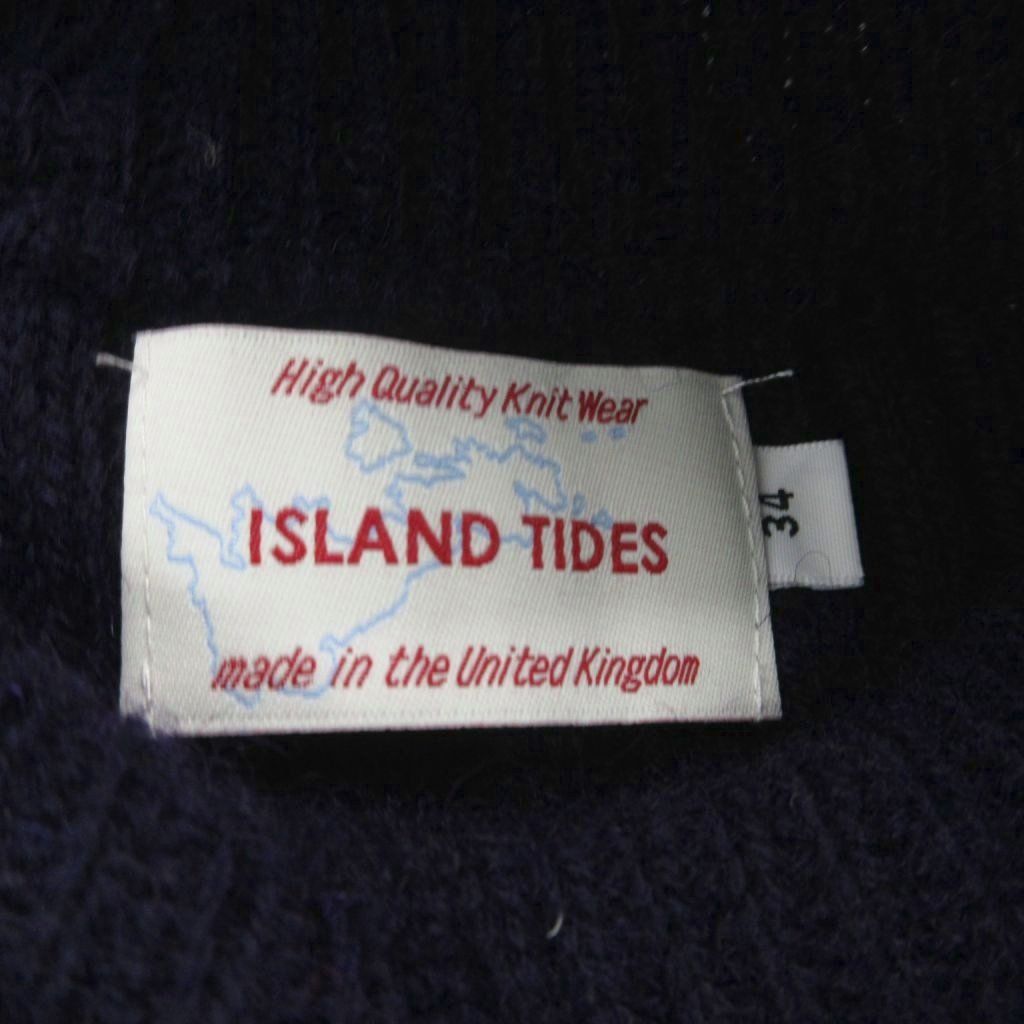 High Quality Knit Wear
ISLAND TIDES
made in the United Kingdom
34